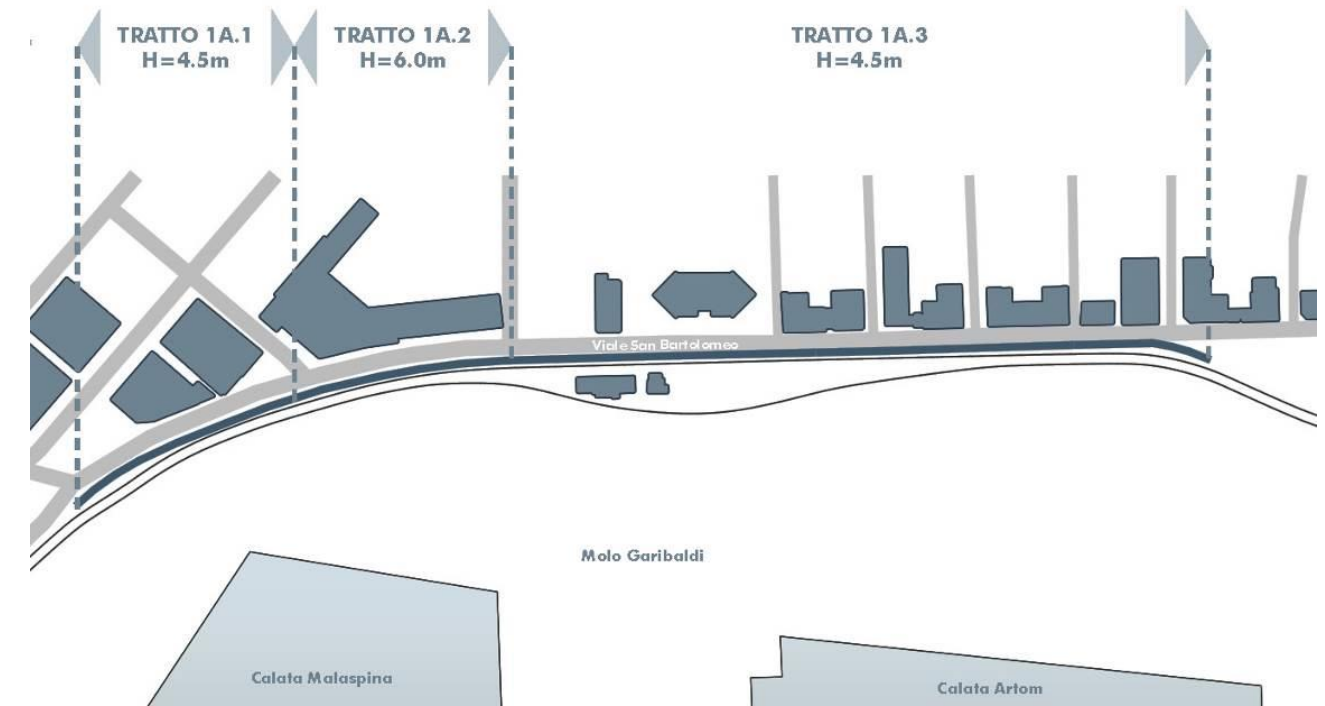 TRATTO 1A.1
H=4.5m
TRATTO 1A.2
H=6.0m
TRATTO 1A.3
H=4.5m
Viale San Bartolomeo
Molo Garibaldi
Calata Malaspina
Calata Artom